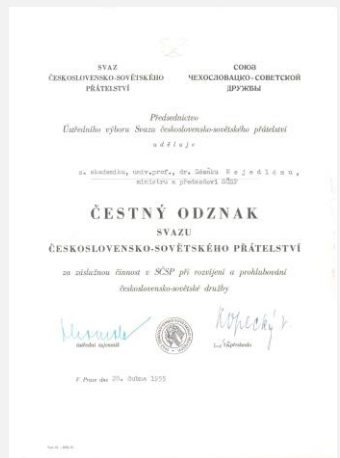 SVAZ
ČESKOSLOVENSKO-SOVĚTSKÉHO
PŘÁTELSTVÍ
СОЮЗ
ЧЕХОСЛОВАЦКО-СОВЕТСКОЙ
ДРУЖБЫ
Předsednictvo
Ústředního výboru Svazu československo-sovětského přátelství
uděluje
s. akademiku, univ.prof., dr. Zdeňku Nejedlému,
ministru a předsedovi SČSP
ČESTNÝ ODZNAK
SVAZU
ČESKOSLOVENSKO-SOVĚTSKÉHO PŘÁTELSTVÍ
za záslužnou činnost v SČSP při rozvíjení a prohlubování
československo-sovětské družby
Kopecký V.
ústřední tajemník
předseda
V Praze dne 28. dubna 1955